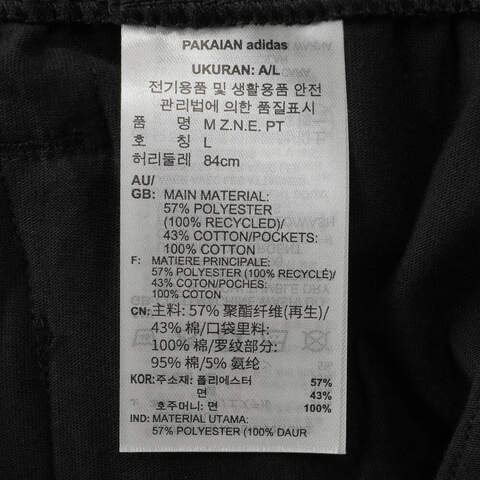 PAKAIAN adidas
UKURAN: A/L
전기용품 및 생활용품 안전
관리법에 의한 품질표시
품 명 M Z.N.E. PT
호 칭 L
허리둘레 84cm
AU/
GB: MAIN MATERIAL:
57% POLYESTER
(100% RECYCLED)/
43% COTTON/POCKETS:
100% COTTON
F: MATIERE PRINCIPALE:
57% POLYESTER (100% RECYCLÉ)/
43% COTON/POCHES:
100% COTON
CN: 主料: 57% 聚酯纤维(再生)/
43% 棉/口袋里料:
100% 棉/罗纹部分:
95% 棉/5% 氨纶
KOR: 주소재: 폴리에스터 57%
면 43%
호주머니: 면 100%
IND: MATERIAL UTAMA:
57% POLYESTER (100% DAUR